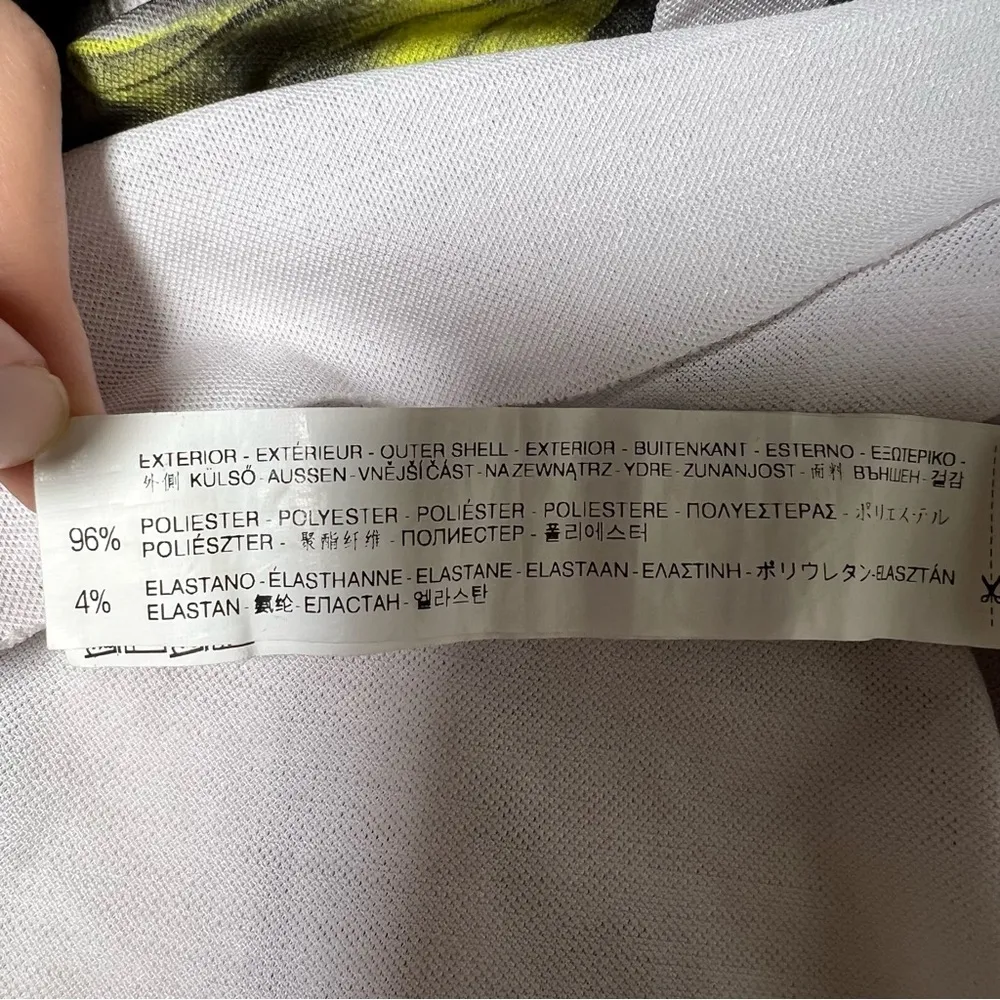 EXTERIOR - EXTÉRIEUR - OUTER SHELL - EXTERIOR - BUITENKANT - ESTERNO - ΕΞΩΤΕΡΙΚΟ -
外側 KÜLSŐ - AUSSEN - VNĚJŠÍ ČÁST - NA ZEWNĄTRZ - YDRE - ZUNANJOST - 面料 ВЪНШЕН - 겉감
96% POLIESTER - POLYESTER - POLIÉSTER - POLIESTERE - ΠΟΛΥΕΣΤΕΡΑΣ - ポリエステル
POLIÉSZTER - 聚酯纤维 - ПОЛИЕСТЕР - 폴리에스터
4% ELASTANO - ÉLASTHANNE - ELASTANE - ELASTAAN - ΕΛΑΣΤΙΝΗ - ポリウレタン - ELASZTÁN
ELASTAN - 氨纶 - ЕПАСТАН - 엘라스탄